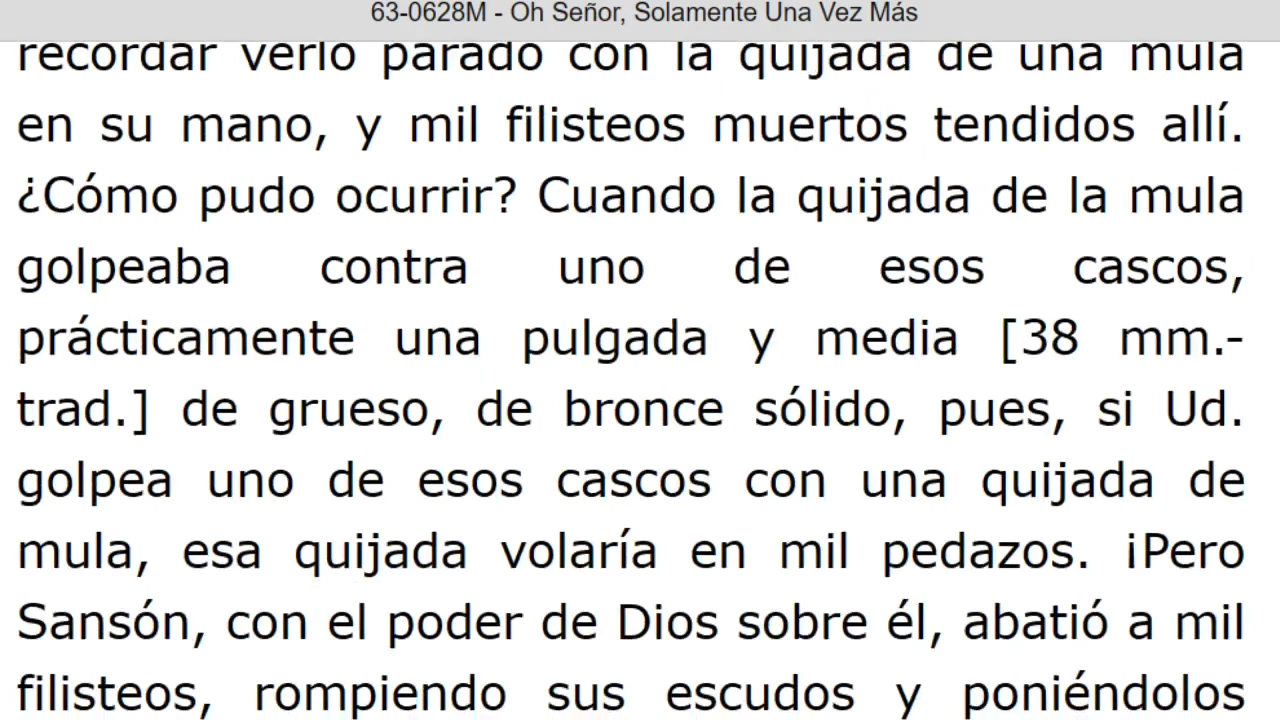 63-0628M - Oh Señor, Solamente Una Vez Más
recordar verlo parado con la quijada de una mula
en su mano, y mil filisteos muertos tendidos allí.
¿Cómo pudo ocurrir? Cuando la quijada de la mula
golpeaba contra uno de esos cascos,
prácticamente una pulgada y media [38 mm.-
trad.] de grueso, de bronce sólido, pues, si Ud.
golpea uno de esos cascos con una quijada de
mula, esa quijada volaría en mil pedazos. ¡Pero
Sansón, con el poder de Dios sobre él, abatió a mil
filisteos, rompiendo sus escudos y poniéndolos